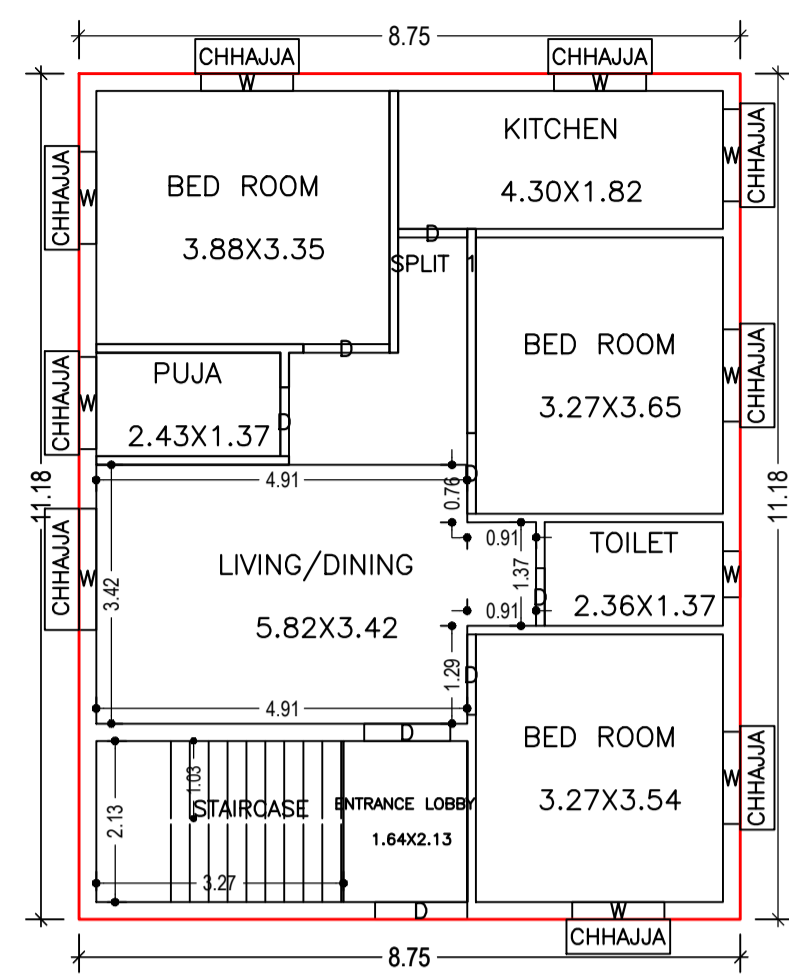 8.75
CHHAJJA
CHHAJJA
W
W
CHHAJJA
W
KITCHEN
4.30X1.82
W
CHHAJJA
BED ROOM
3.88X3.35
D
SPLIT 1
BED ROOM
3.27X3.65
W
CHHAJJA
D
CHHAJJA
W
PUJA
2.43X1.37
D
11.18
11.18
4.91
0.76
D
0.91
CHHAJJA
W
LIVING/DINING
5.82X3.42
3.42
1.37
TOILET
2.36X1.37
D
W
0.91
1.29
D
4.91
D
BED ROOM
3.27X3.54
W
CHHAJJA
1.03
2.13
STAIRCASE
ENTRANCE LOBBY
1.64X2.13
3.27
D
W
CHHAJJA
8.75